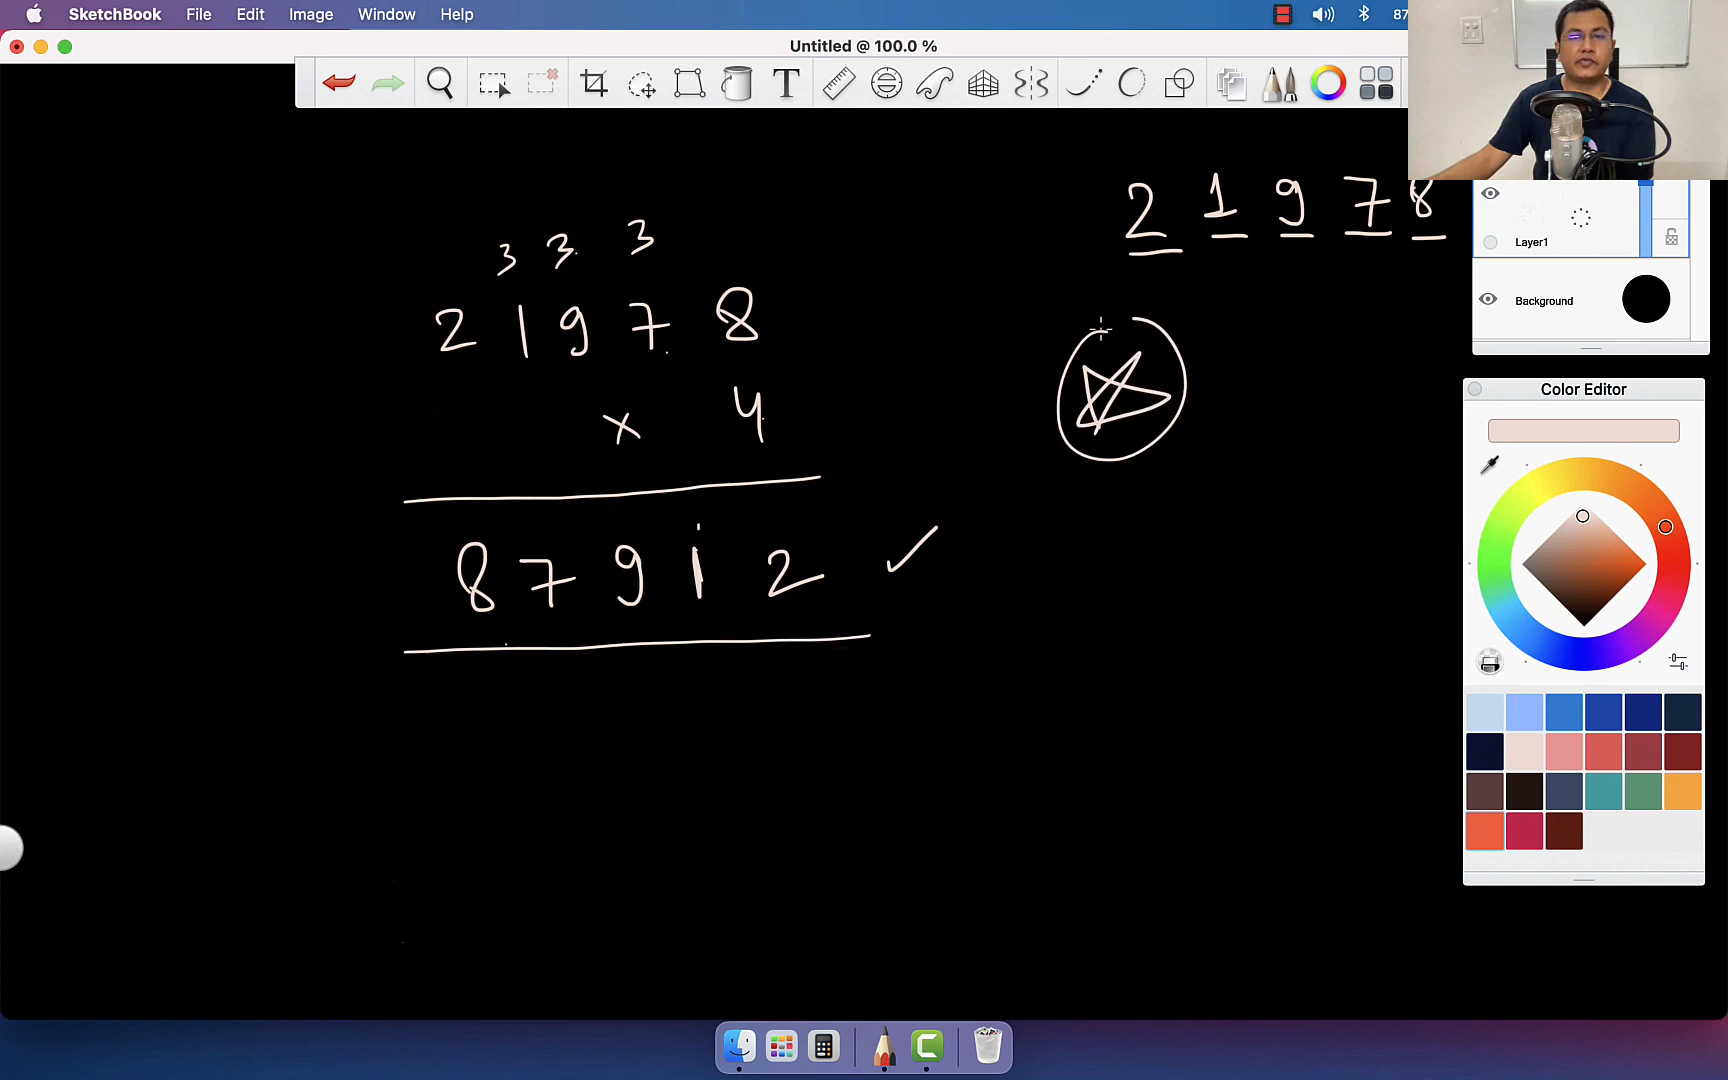 SketchBook File Edit Image Window Help 87
Untitled @ 100.0 %
T
2 1 9 7 8
3 3 3
2 1 9 7 8
x 4
8 7 9 1 2 ✓
Layer1
Background
Color Editor